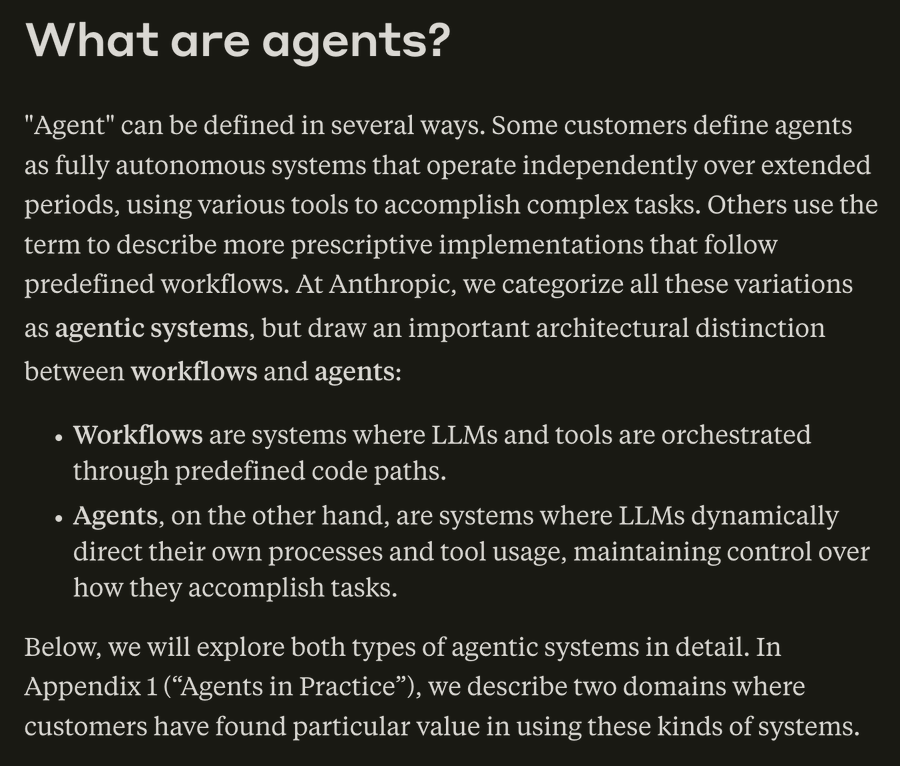 What are agents?
"Agent" can be defined in several ways. Some customers define agents
as fully autonomous systems that operate independently over extended
periods, using various tools to accomplish complex tasks. Others use the
term to describe more prescriptive implementations that follow
predefined workflows. At Anthropic, we categorize all these variations
as agentic systems, but draw an important architectural distinction
between workflows and agents:
• Workflows are systems where LLMs and tools are orchestrated
through predefined code paths.
• Agents, on the other hand, are systems where LLMs dynamically
direct their own processes and tool usage, maintaining control over
how they accomplish tasks.
Below, we will explore both types of agentic systems in detail. In
Appendix 1 (“Agents in Practice”), we describe two domains where
customers have found particular value in using these kinds of systems.